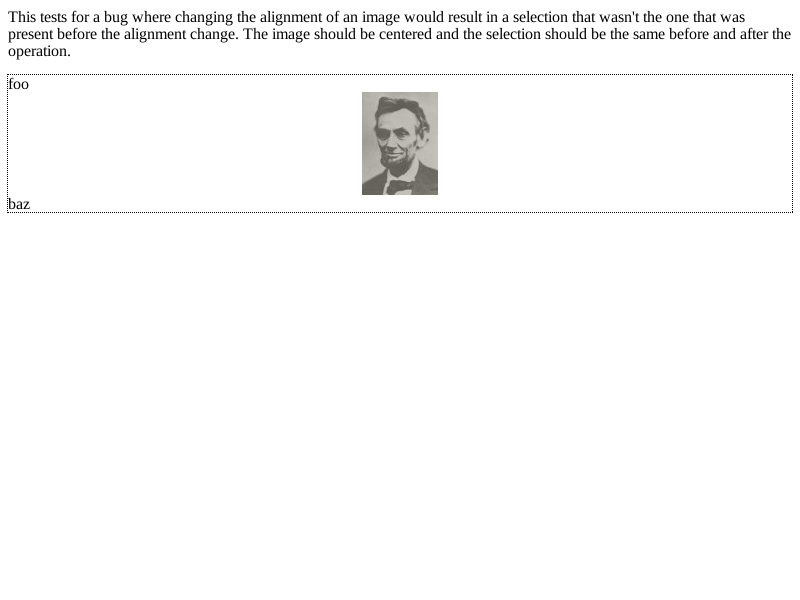 This tests for a bug where changing the alignment of an image would result in a selection that wasn't the one that was
present before the alignment change. The image should be centered and the selection should be the same before and after the
operation.
foo
baz